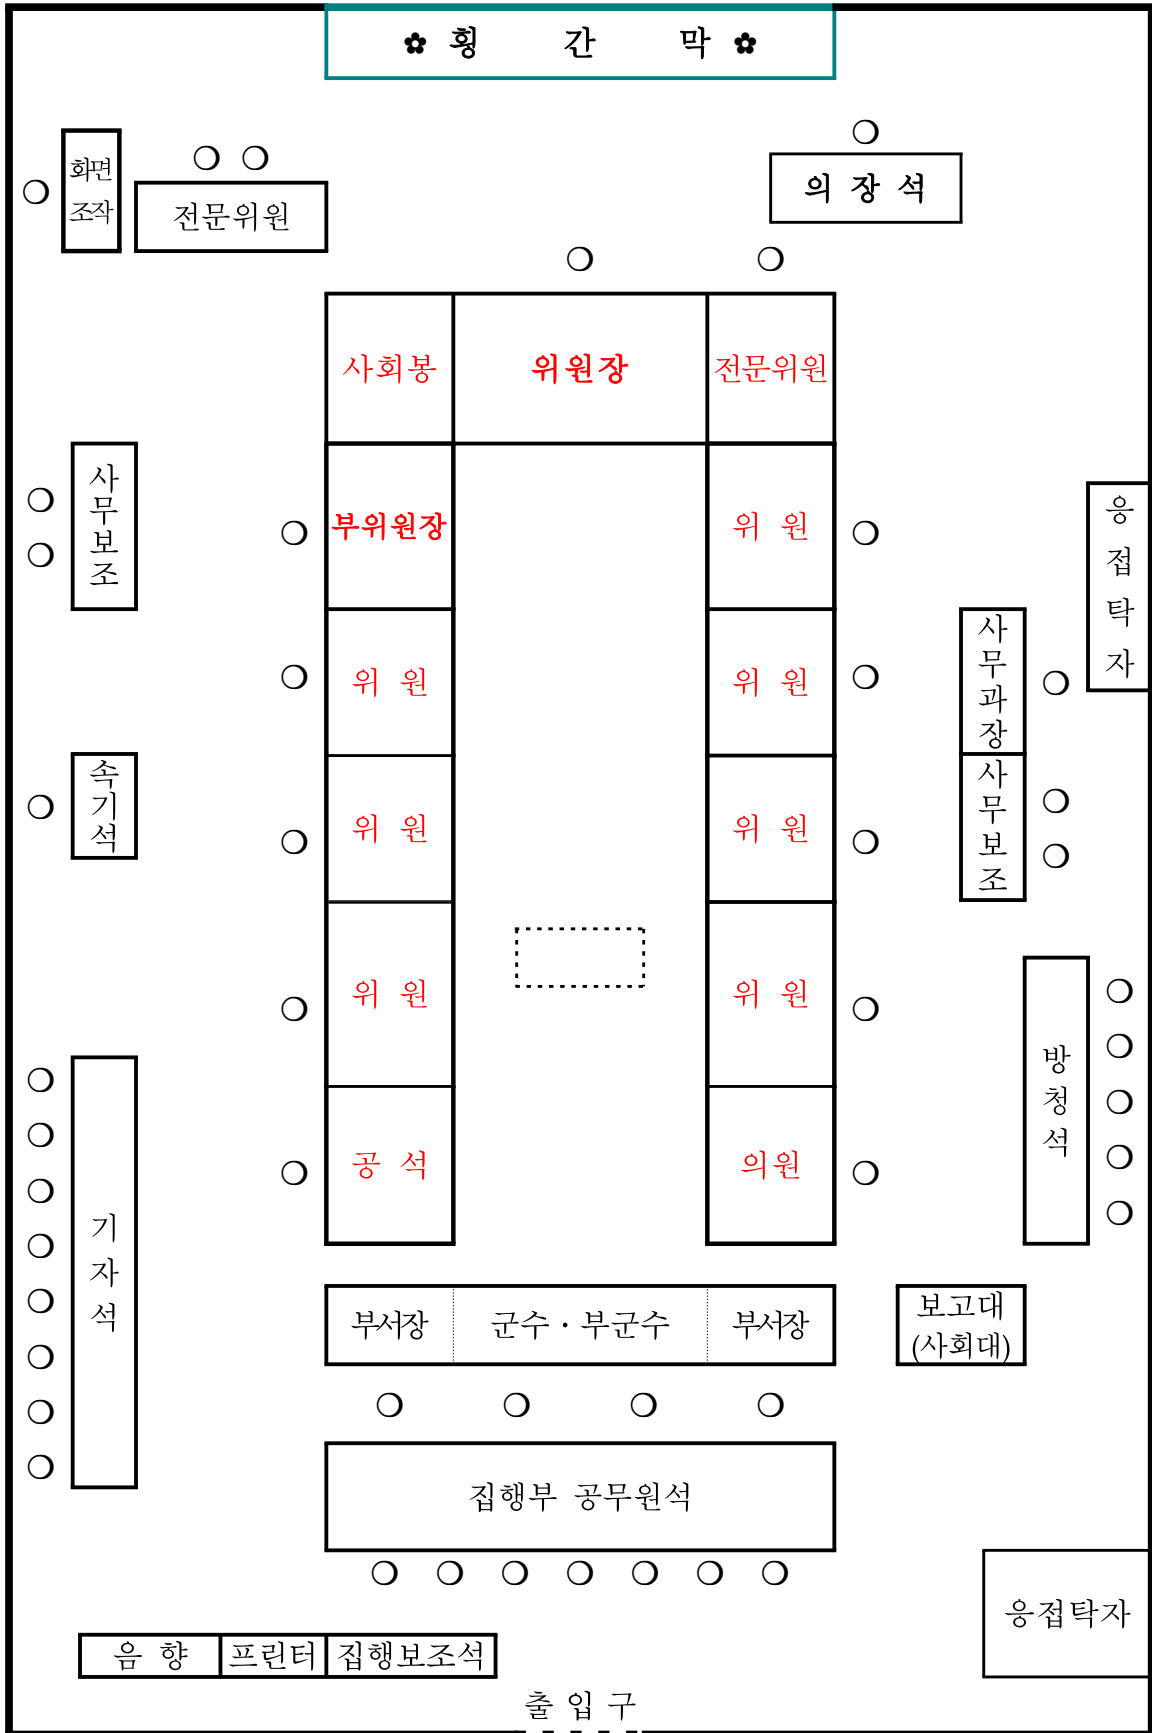 ✿ 횡 간 막 ✿
화면
조작
전문위원
의 장 석
사회봉
위원장
전문위원
사무보조
부위원장
위 원
응접탁자
위 원
위 원
사무과장
속기석
위 원
위 원
사무보조
위 원
위 원
방청석
공 석
의원
기자석
부서장
군수 · 부군수
부서장
보고대
(사회대)
집행부 공무원석
응접탁자
음 향
프린터
집행보조석
출 입 구